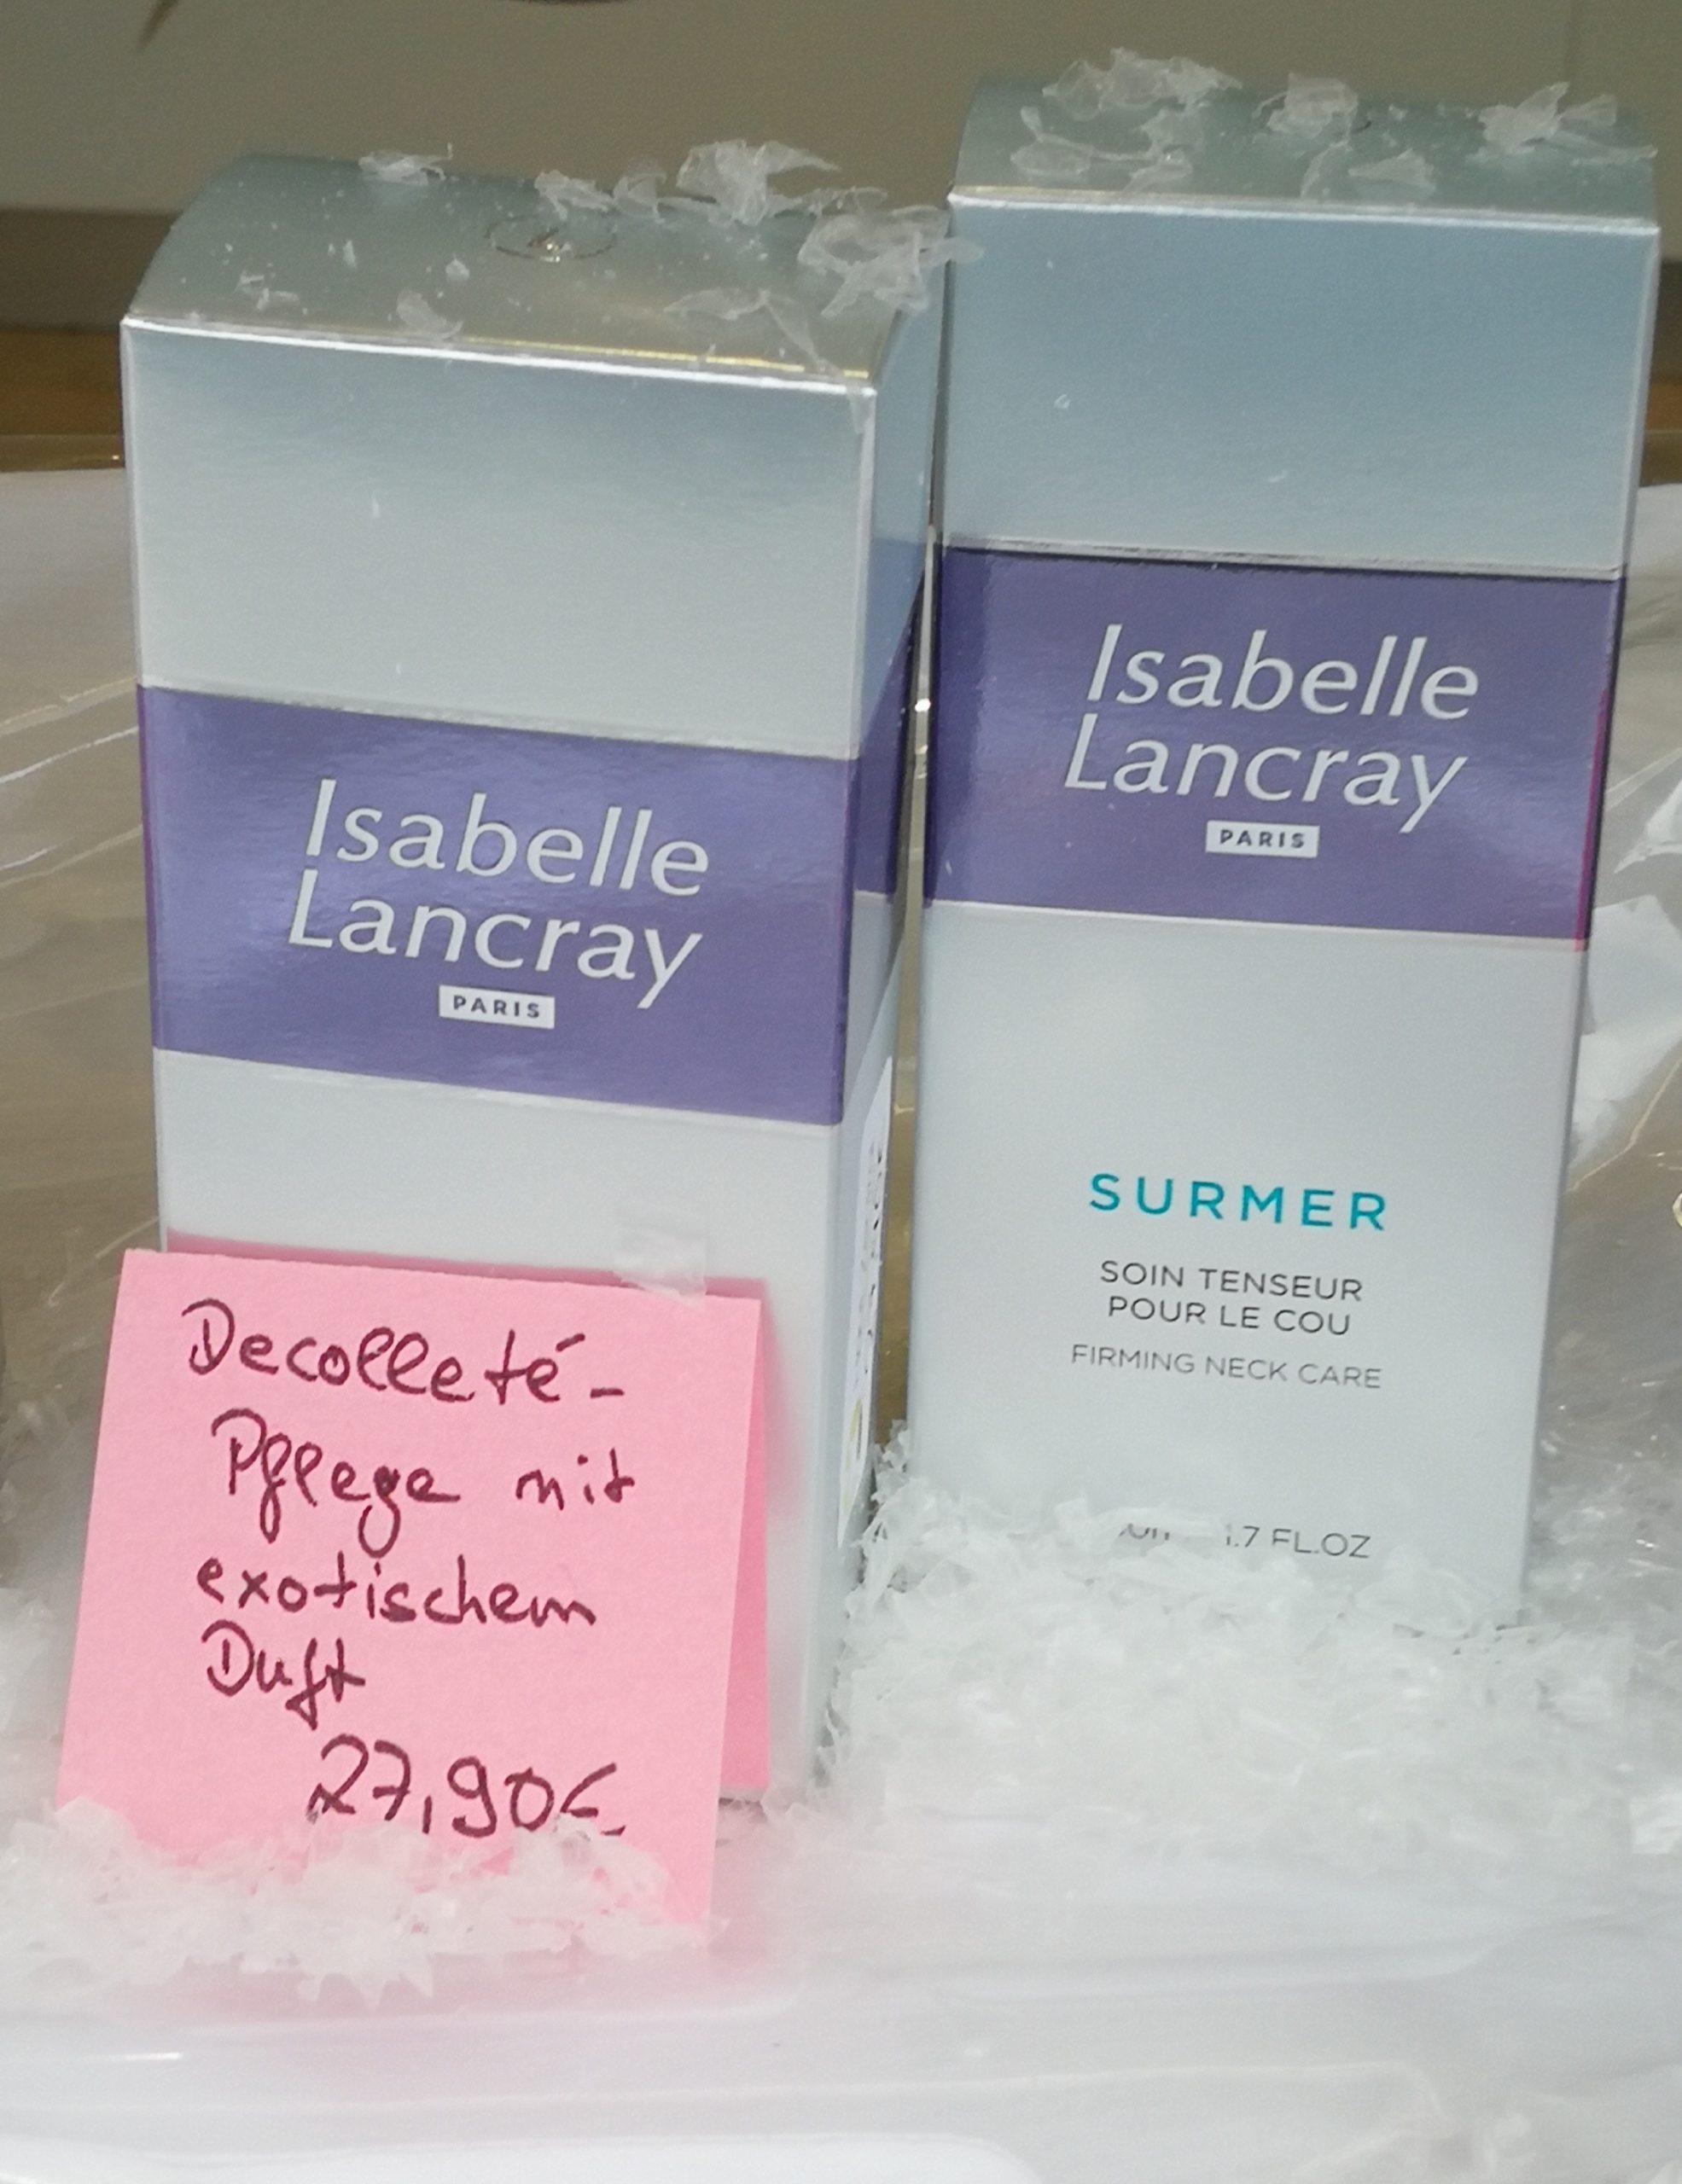 Isabelle
Lancray
PARIS
Decolleté-
Pflege mit
exotischem
Duft
27,90€
Isabelle
Lancray
PARIS
SURMER
SOIN TENSEUR
POUR LE COU
FIRMING NECK CARE
1.7 FL.OZ